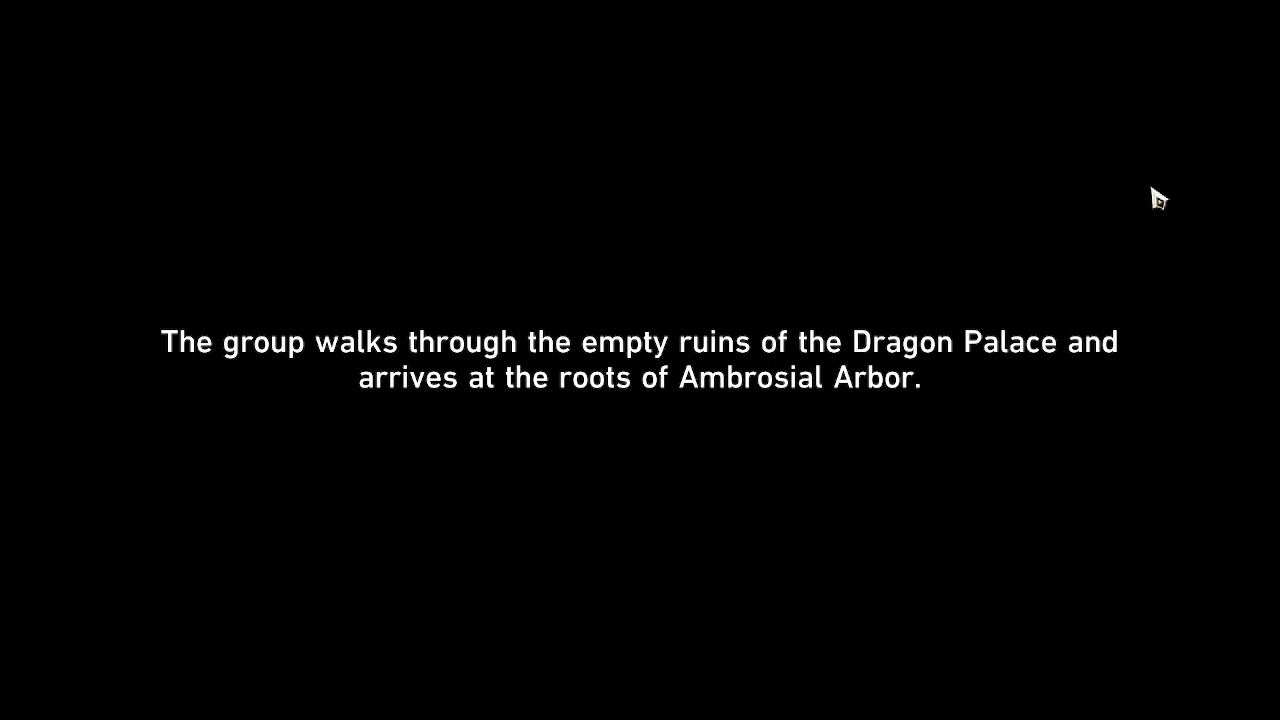 The group walks through the empty ruins of the Dragon Palace and
arrives at the roots of Ambrosial Arbor.